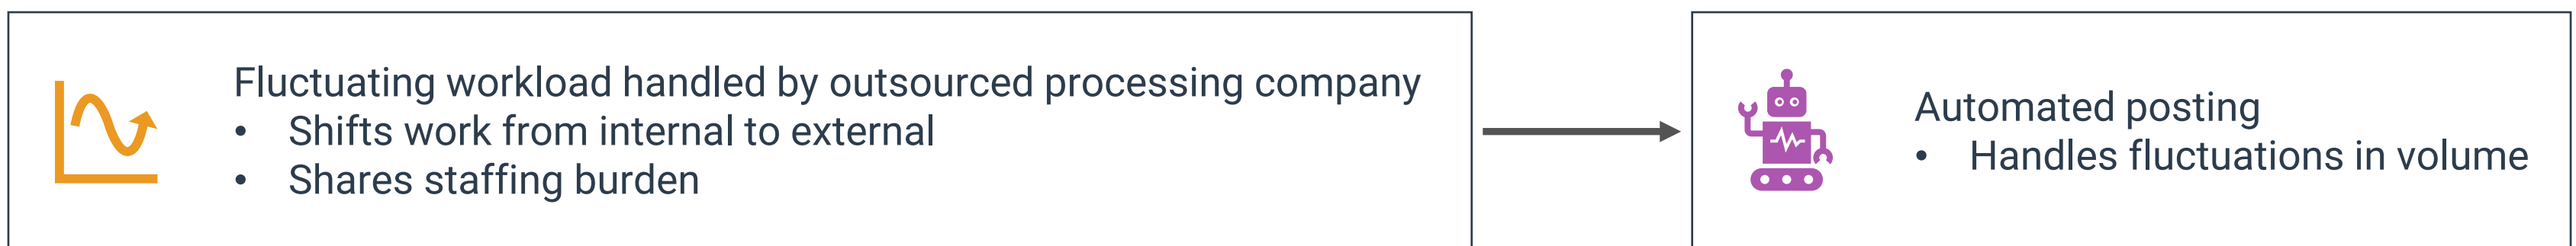 Fluctuating workload handled by outsourced processing company
• Shifts work from internal to external
• Shares staffing burden
Automated posting
• Handles fluctuations in volume